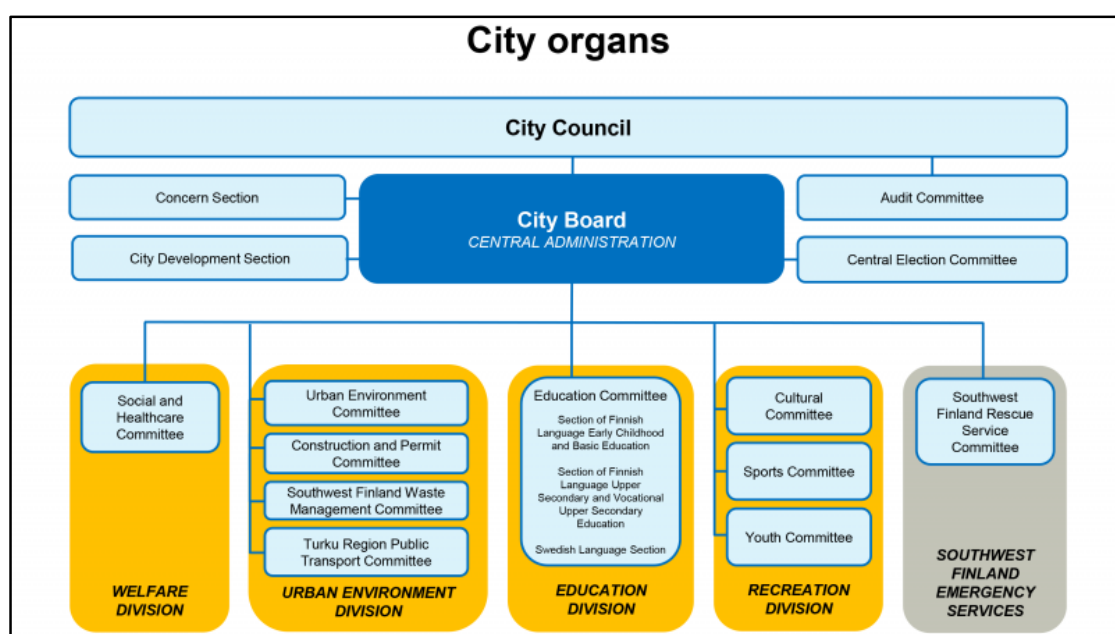 City organs
City Council
Concern Section
City Development Section
City Board
CENTRAL ADMINISTRATION
Audit Committee
Central Election Committee
Social and
Healthcare
Committee
WELFARE
DIVISION
Urban Environment
Committee
Construction and Permit
Committee
Southwest Finland Waste
Management Committee
Turku Region Public
Transport Committee
URBAN ENVIRONMENT
DIVISION
Education Committee
Section of Finnish
Language Early Childhood
and Basic Education
Section of Finnish
Language Upper
Secondary and Vocational
Upper Secondary
Education
Swedish Language Section
EDUCATION
DIVISION
Cultural
Committee
Sports Committee
Youth Committee
RECREATION
DIVISION
Southwest
Finland Rescue
Service
Committee
SOUTHWEST
FINLAND
EMERGENCY
SERVICES